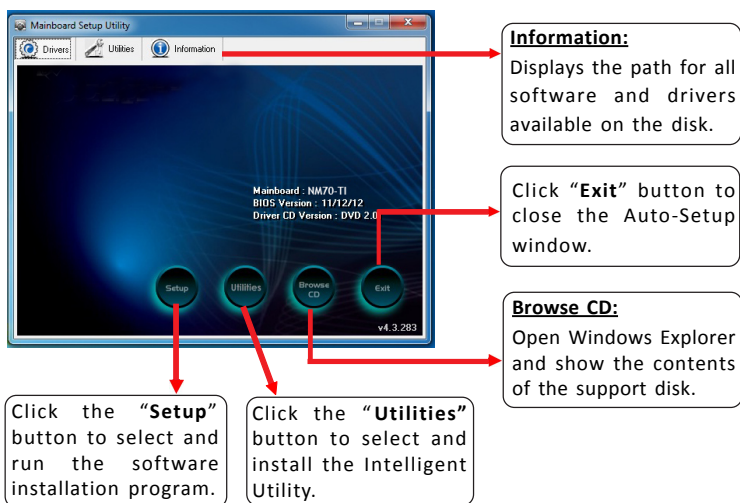 Mainboard Setup Utility
Drivers
Utilities
Information
Mainboard : NM70-TI
BIOS Version : 11/12/12
Driver CD Version : DVD 2.0
Setup
Utilities
Browse
CD
Exit
v4.3.283
Information:
Displays the path for all
software and drivers
available on the disk.
Click “Exit” button to
close the Auto-Setup
window.
Browse CD:
Open Windows Explorer
and show the contents
of the support disk.
Click the “Setup”
button to select and
run the software
installation program.
Click the “Utilities”
button to select and
install the Intelligent
Utility.